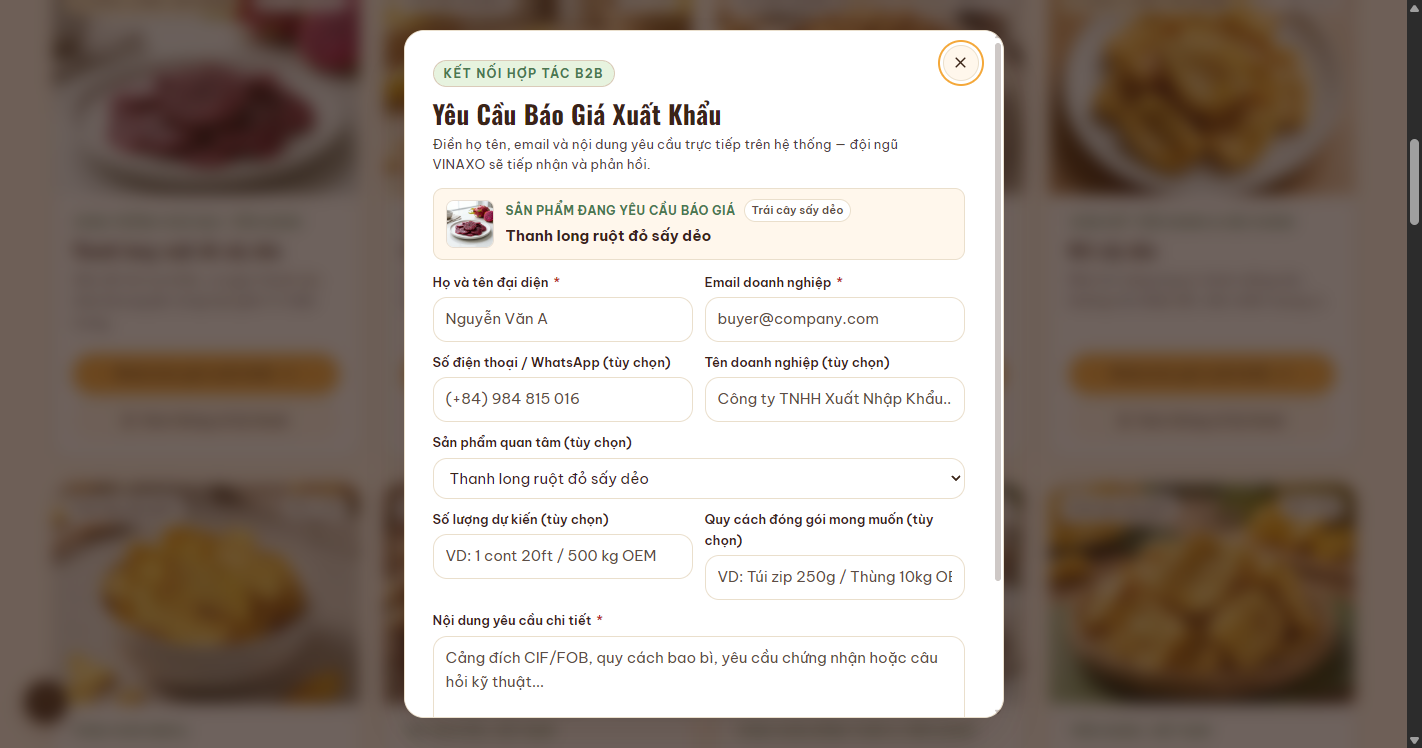 KẾT NỐI HỢP TÁC B2B
Yêu Cầu Báo Giá Xuất Khẩu
Điền họ tên, email và nội dung yêu cầu trực tiếp trên hệ thống — đội ngũ
VINAXO sẽ tiếp nhận và phản hồi.
SẢN PHẨM ĐANG YÊU CẦU BÁO GIÁ Trái cây sấy dẻo
Thanh long ruột đỏ sấy dẻo
Họ và tên đại diện * Email doanh nghiệp *
Nguyễn Văn A buyer@company.com
Số điện thoại / WhatsApp (tùy chọn) Tên doanh nghiệp (tùy chọn)
(+84) 984 815 016 Công ty TNHH Xuất Nhập Khẩu..
Sản phẩm quan tâm (tùy chọn)
Thanh long ruột đỏ sấy dẻo
Số lượng dự kiến (tùy chọn) Quy cách đóng gói mong muốn (tùy
chọn)
VD: 1 cont 20ft / 500 kg OEM VD: Túi zip 250g / Thùng 10kg OE
Nội dung yêu cầu chi tiết *
Cảng đích CIF/FOB, quy cách bao bì, yêu cầu chứng nhận hoặc câu
hỏi kỹ thuật...